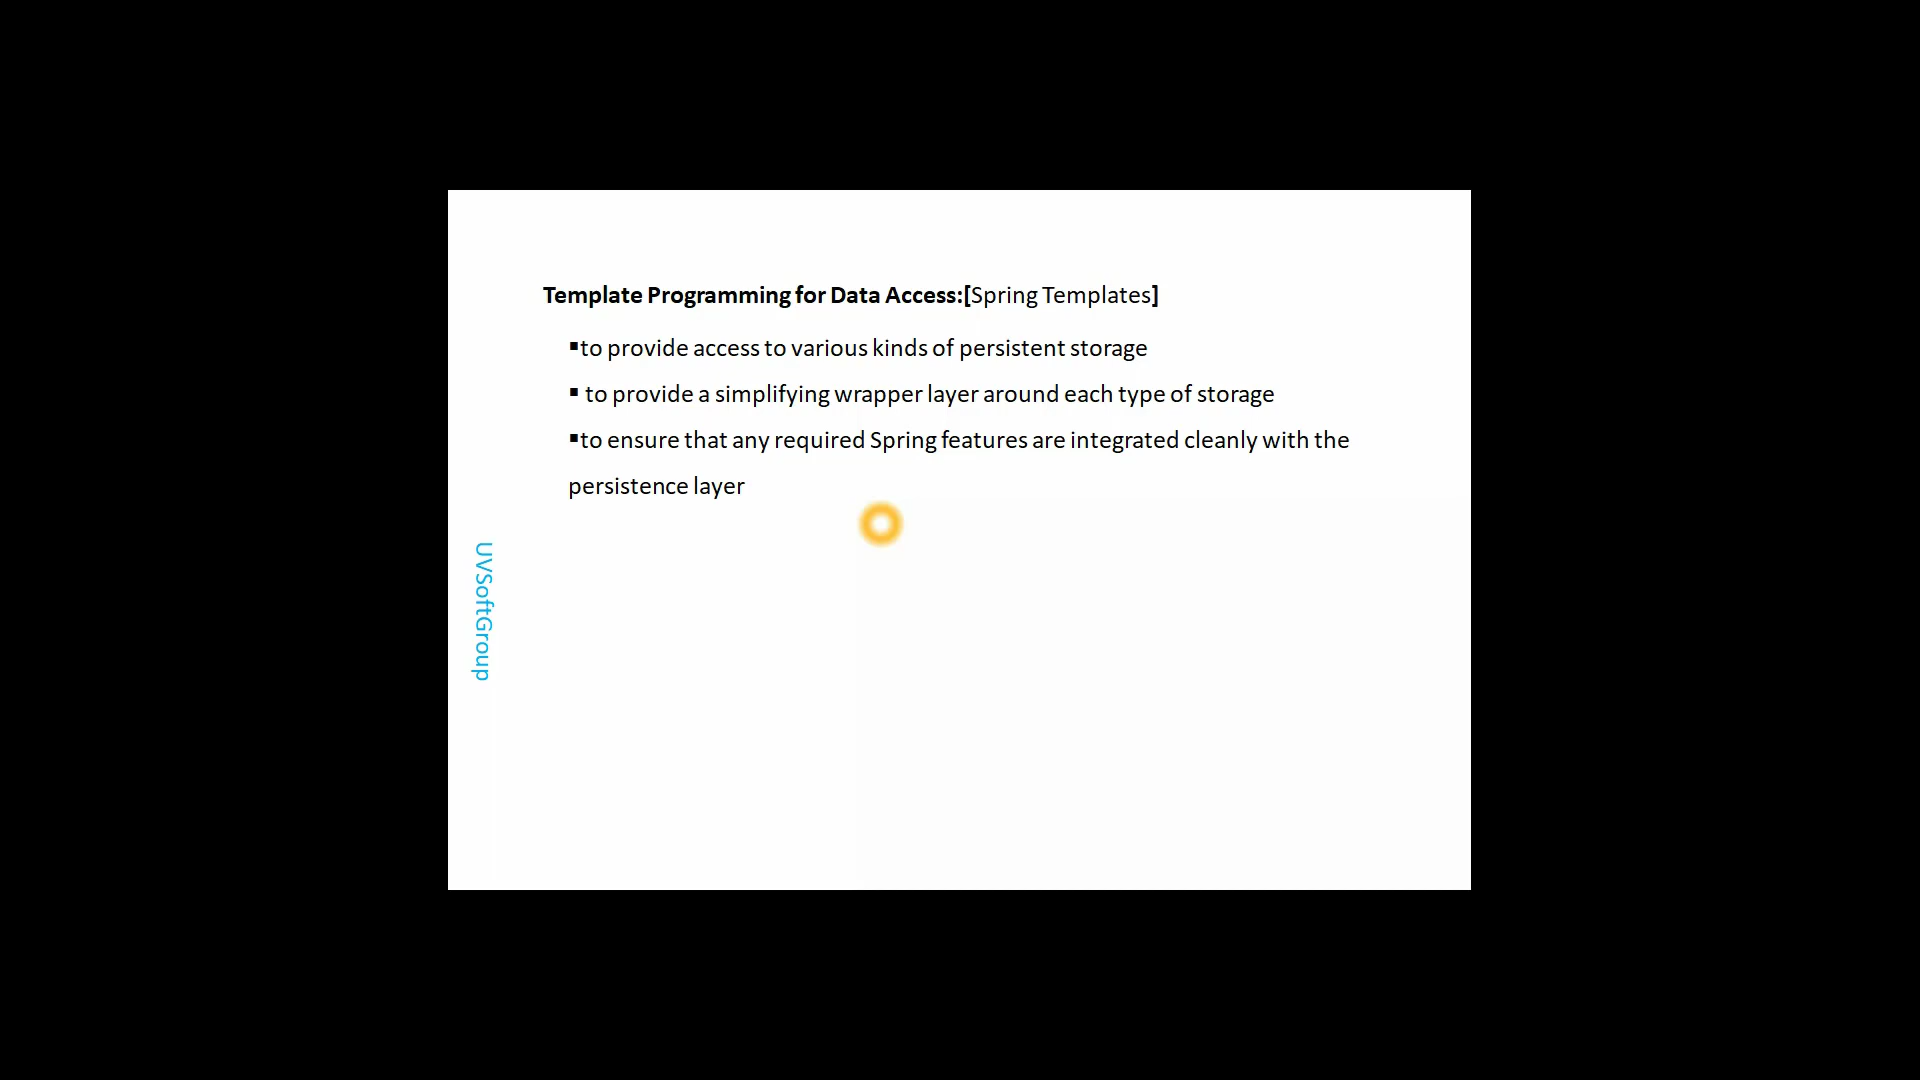 Template Programming for Data Access:[Spring Templates]
▪to provide access to various kinds of persistent storage
▪ to provide a simplifying wrapper layer around each type of storage
▪to ensure that any required Spring features are integrated cleanly with the
persistence layer
UVSoftGroup